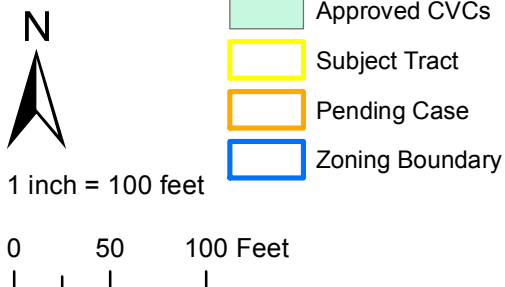 N
1 inch = 100 feet
Approved CVCs
Subject Tract
Pending Case
Zoning Boundary
0 50 100 Feet